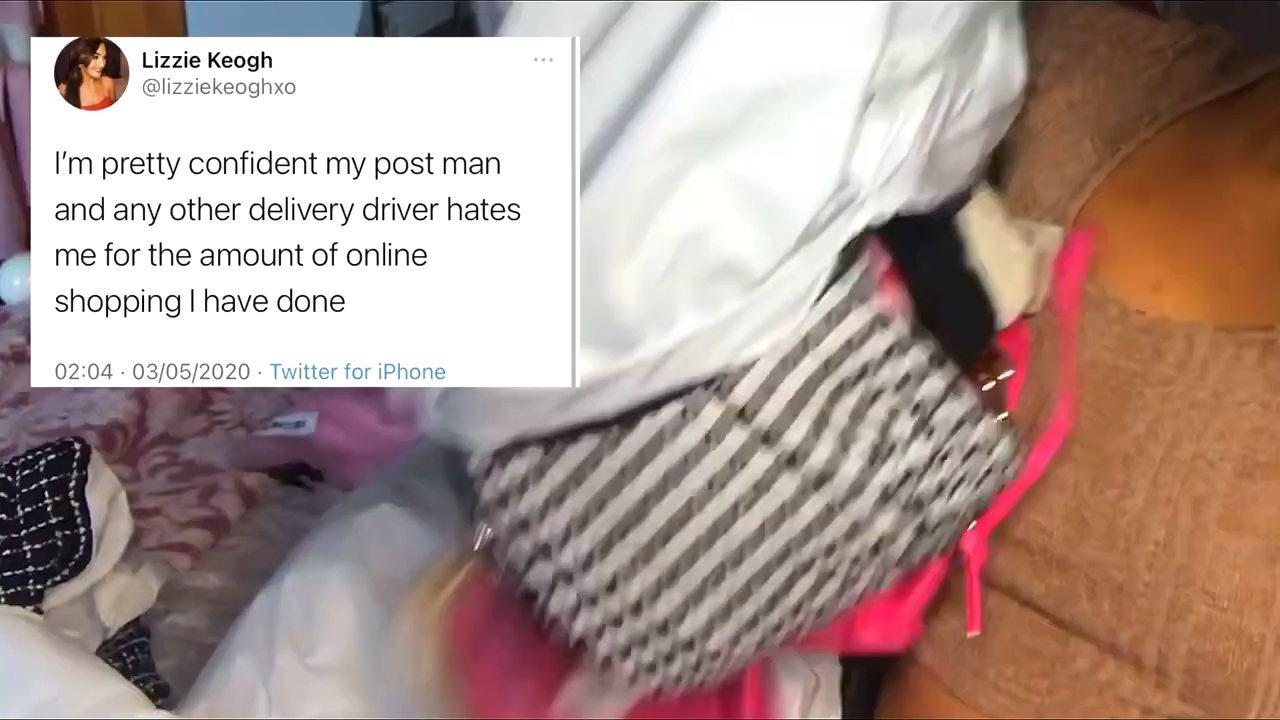 Lizzie Keogh
@lizziekeoghxo
I’m pretty confident my post man
and any other delivery driver hates
me for the amount of online
shopping I have done
02:04 · 03/05/2020 · Twitter for iPhone